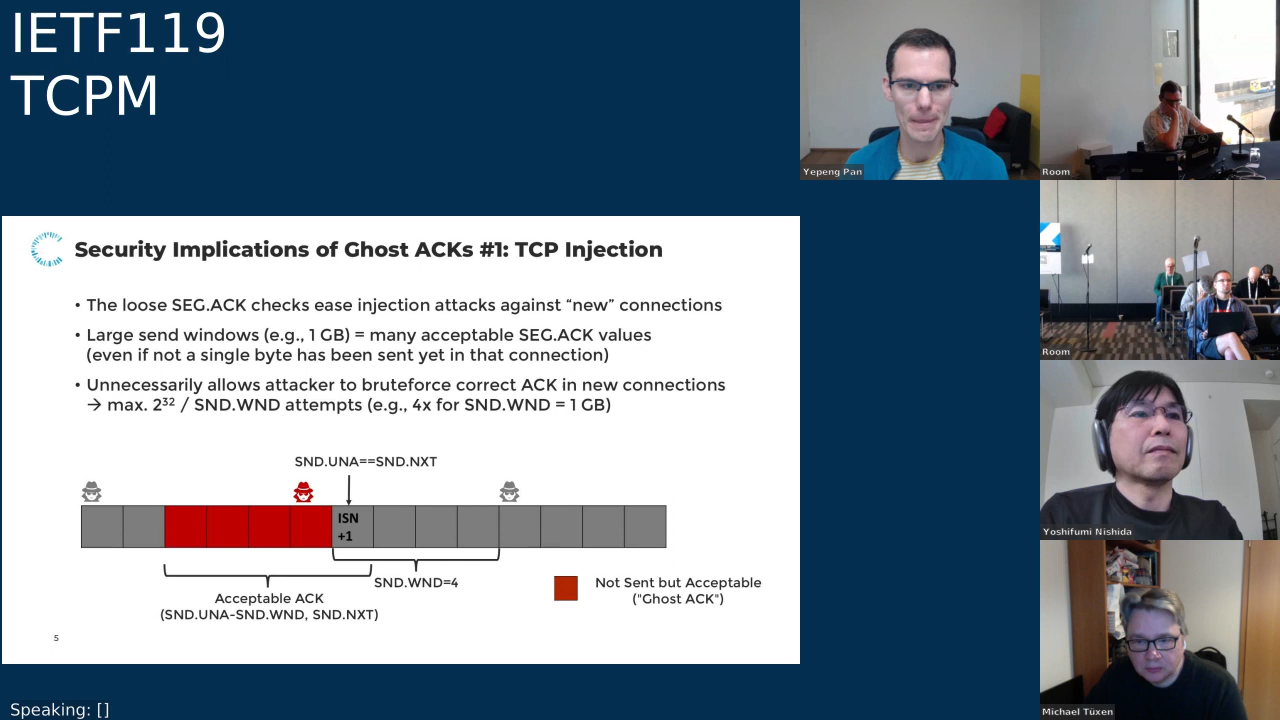 IETF119
TCPM
Yepeng Pan
Room
Room
Yoshifumi Nishida
Michael Tüxen
Security Implications of Ghost ACKs #1: TCP Injection
• The loose SEG.ACK checks ease injection attacks against “new” connections
• Large send windows (e.g., 1 GB) = many acceptable SEG.ACK values
(even if not a single byte has been sent yet in that connection)
• Unnecessarily allows attacker to bruteforce correct ACK in new connections
→ max. 2³² / SND.WND attempts (e.g., 4x for SND.WND = 1 GB)
SND.UNA==SND.NXT
ISN
+1
SND.WND=4
Acceptable ACK
(SND.UNA-SND.WND, SND.NXT)
Not Sent but Acceptable
("Ghost ACK")
5
Speaking: []